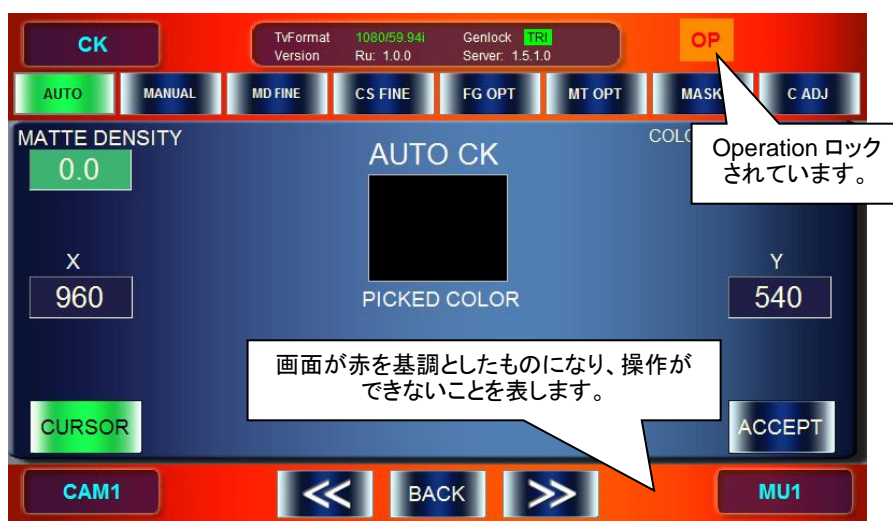 CK
TvFormat 1080/59.94i Genlock TRI
Version Ru: 1.0.0 Server: 1.5.1.0
OP
AUTO MANUAL MD FINE CS FINE FG OPT MT OPT MASK C ADJ
MATTE DENSITY
0.0
AUTO CK
Operation ロック
されています。
X
960
PICKED COLOR
Y
540
画面が赤を基調としたものになり、操作が
できないことを表します。
CURSOR
ACCEPT
CAM1
<< BACK >>
MU1